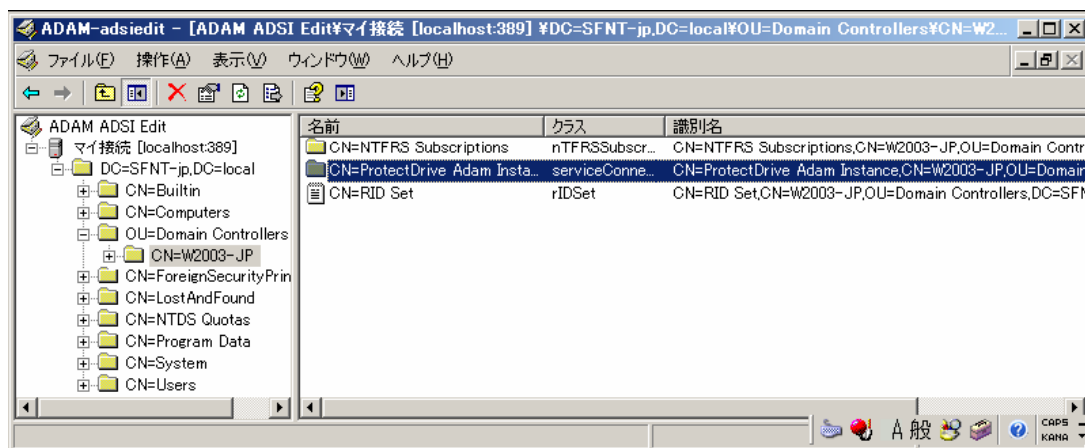 ADAM-adsiedit - [ADAM ADSI Edit¥マイ接続 [localhost:389] ¥DC=SFNT-jp,DC=local¥OU=Domain Controllers¥CN=W2...
ファイル(F) 操作(A) 表示(V) ウィンドウ(W) ヘルプ(H)
ADAM ADSI Edit
マイ接続 [localhost:389]
DC=SFNT-jp,DC=local
CN=Builtin
CN=Computers
OU=Domain Controllers
CN=W2003-JP
CN=ForeignSecurityPrin
CN=LostAndFound
CN=NTDS Quotas
CN=Program Data
CN=System
CN=Users
名前 クラス 識別名
CN=NTFRS Subscriptions nTFRSSubscr... CN=NTFRS Subscriptions,CN=W2003-JP,OU=Domain Contr
CN=ProtectDrive Adam Insta... serviceConne... CN=ProtectDrive Adam Instance,CN=W2003-JP,OU=Domain
CN=RID Set rIDSet CN=RID Set,CN=W2003-JP,OU=Domain Controllers,DC=SFN
A 般 CAPS
KANA